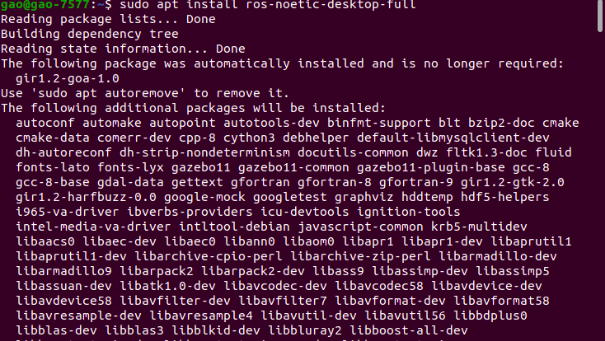 gao@gao-7577:~$ sudo apt install ros-noetic-desktop-full
Reading package lists... Done
Building dependency tree
Reading state information... Done
The following package was automatically installed and is no longer required:
  gir1.2-goa-1.0
Use 'sudo apt autoremove' to remove it.
The following additional packages will be installed:
  autoconf automake autopoint autotools-dev binfmt-support blt bzip2-doc cmake
  cmake-data comerr-dev cpp-8 cython3 debhelper default-libmysqlclient-dev
  dh-autoreconf dh-strip-nondeterminism docutils-common dwz fltk1.3-doc fluid
  fonts-lato fonts-lyx gazebo11 gazebo11-common gazebo11-plugin-base gcc-8
  gcc-8-base gdal-data gettext gfortran gfortran-8 gfortran-9 gir1.2-gtk-2.0
  gir1.2-harfbuzz-0.0 google-mock googletest graphviz hddtemp hdf5-helpers
  i965-va-driver ibverbs-providers icu-devtools ignition-tools
  intel-media-va-driver intltool-debian javascript-common krb5-multidev
  libaacs0 libaec-dev libaec0 libann0 libaom0 libapr1 libapr1-dev libaprutil1
  libaprutil1-dev libarchive-cpio-perl libarchive-zip-perl libarmadillo-dev
  libarmadillo9 libarpack2 libarpack2-dev libass9 libassimp-dev libassimp5
  libassuan-dev libatk1.0-dev libavcodec-dev libavcodec58 libavdevice-dev
  libavdevice58 libavfilter-dev libavfilter7 libavformat-dev libavformat58
  libavresample-dev libavresample4 libavutil-dev libavutil56 libbdplus0
  libblas-dev libblas3 libblkid-dev libbluray2 libboost-all-dev